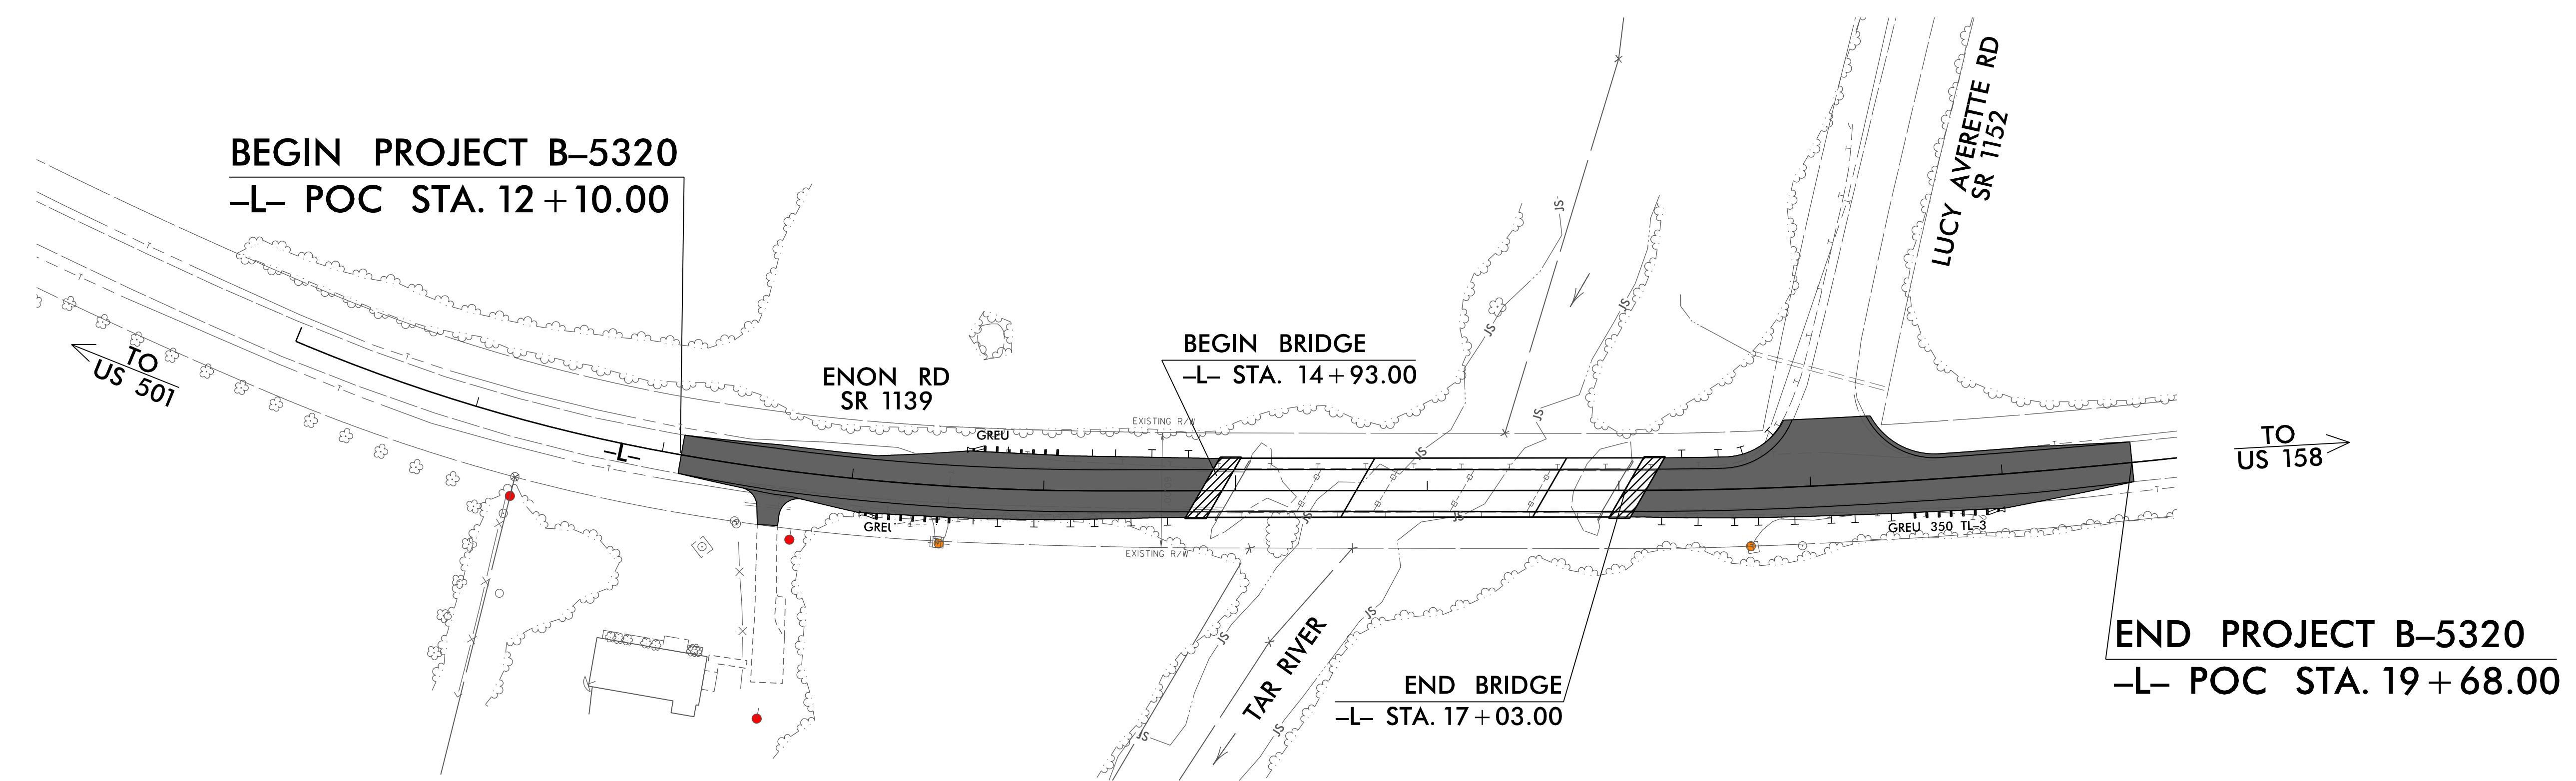 BEGIN PROJECT B–5320
–L– POC STA. 12+10.00
LUCY AVERETTE RD
SR 1152
TO
US 501
ENON RD
SR 1139
BEGIN BRIDGE
–L– STA. 14+93.00
EXISTING R/W
GREU
–L–
TO
US 158
GREU
GREU 350 TL–3
EXISTING R/W
JS
JS
JS
JS
JS
JS
JS
JS
JS
JS
JS
TAR RIVER
END BRIDGE
–L– STA. 17+03.00
END PROJECT B–5320
–L– POC STA. 19+68.00